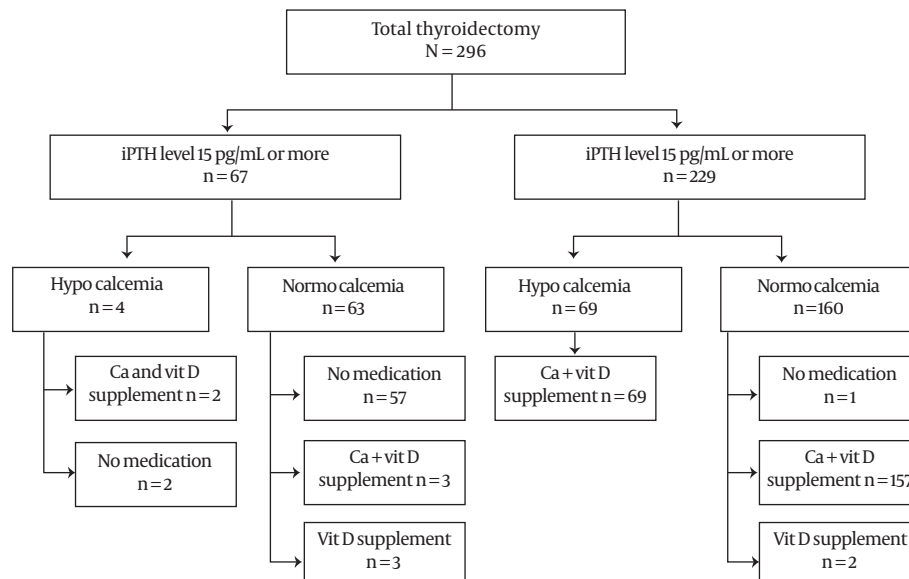 Total thyroidectomy
N = 296
iPTH level 15 pg/mL or more
n = 67
iPTH level 15 pg/mL or more
n = 229
Hypo calcemia
n = 4
Normo calcemia
n = 63
Hypo calcemia
n = 69
Normo calcemia
n = 160
Ca and vit D
supplement n = 2
No medication
n = 2
No medication
n = 57
Ca + vit D
supplement n = 3
Vit D supplement
n = 3
Ca + vit D
supplement n = 69
No medication
n = 1
Ca + vit D
supplement n = 157
Vit D supplement
n = 2